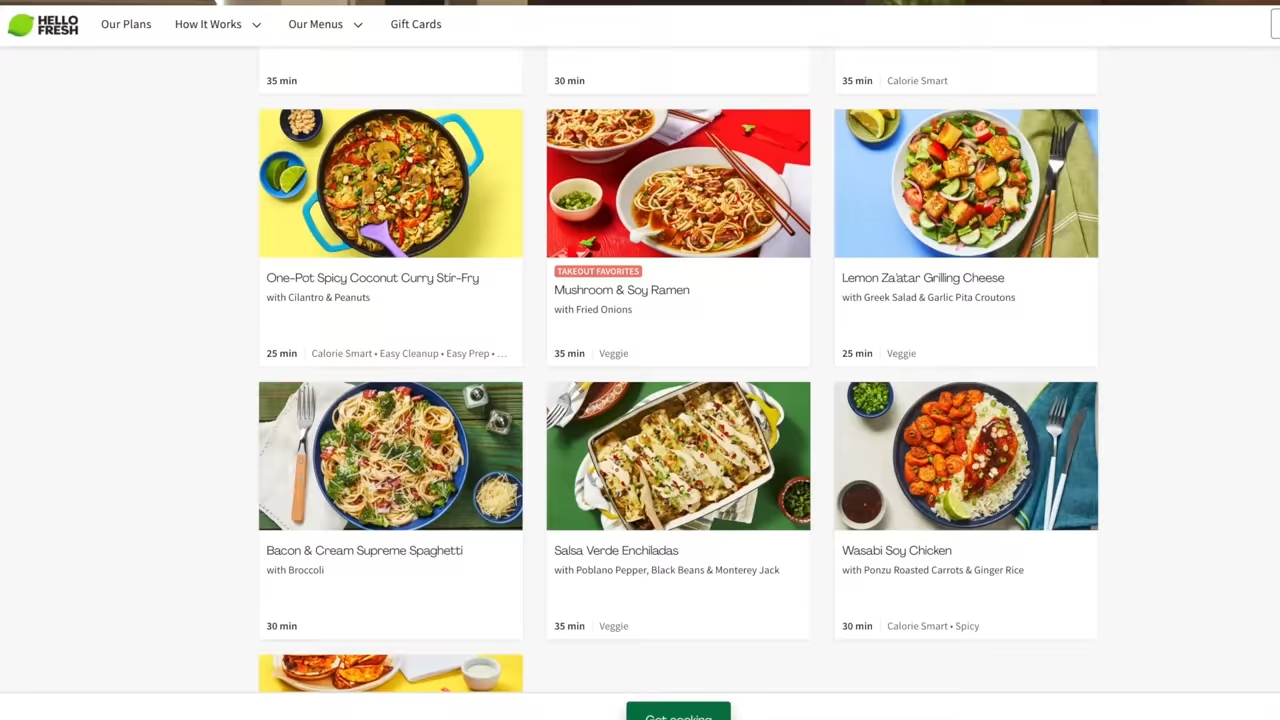 HELLO
FRESH
Our Plans
How It Works
Our Menus
Gift Cards
35 min
30 min
35 min
Calorie Smart
One-Pot Spicy Coconut Curry Stir-Fry
with Cilantro & Peanuts
25 min
Calorie Smart • Easy Cleanup • Easy Prep • ...
TAKEOUT FAVORITES
Mushroom & Soy Ramen
with Fried Onions
35 min
Veggie
Lemon Za'atar Grilling Cheese
with Greek Salad & Garlic Pita Croutons
25 min
Veggie
Bacon & Cream Supreme Spaghetti
with Broccoli
30 min
Salsa Verde Enchiladas
with Poblano Pepper, Black Beans & Monterey Jack
35 min
Veggie
Wasabi Soy Chicken
with Ponzu Roasted Carrots & Ginger Rice
30 min
Calorie Smart • Spicy
Get cooking